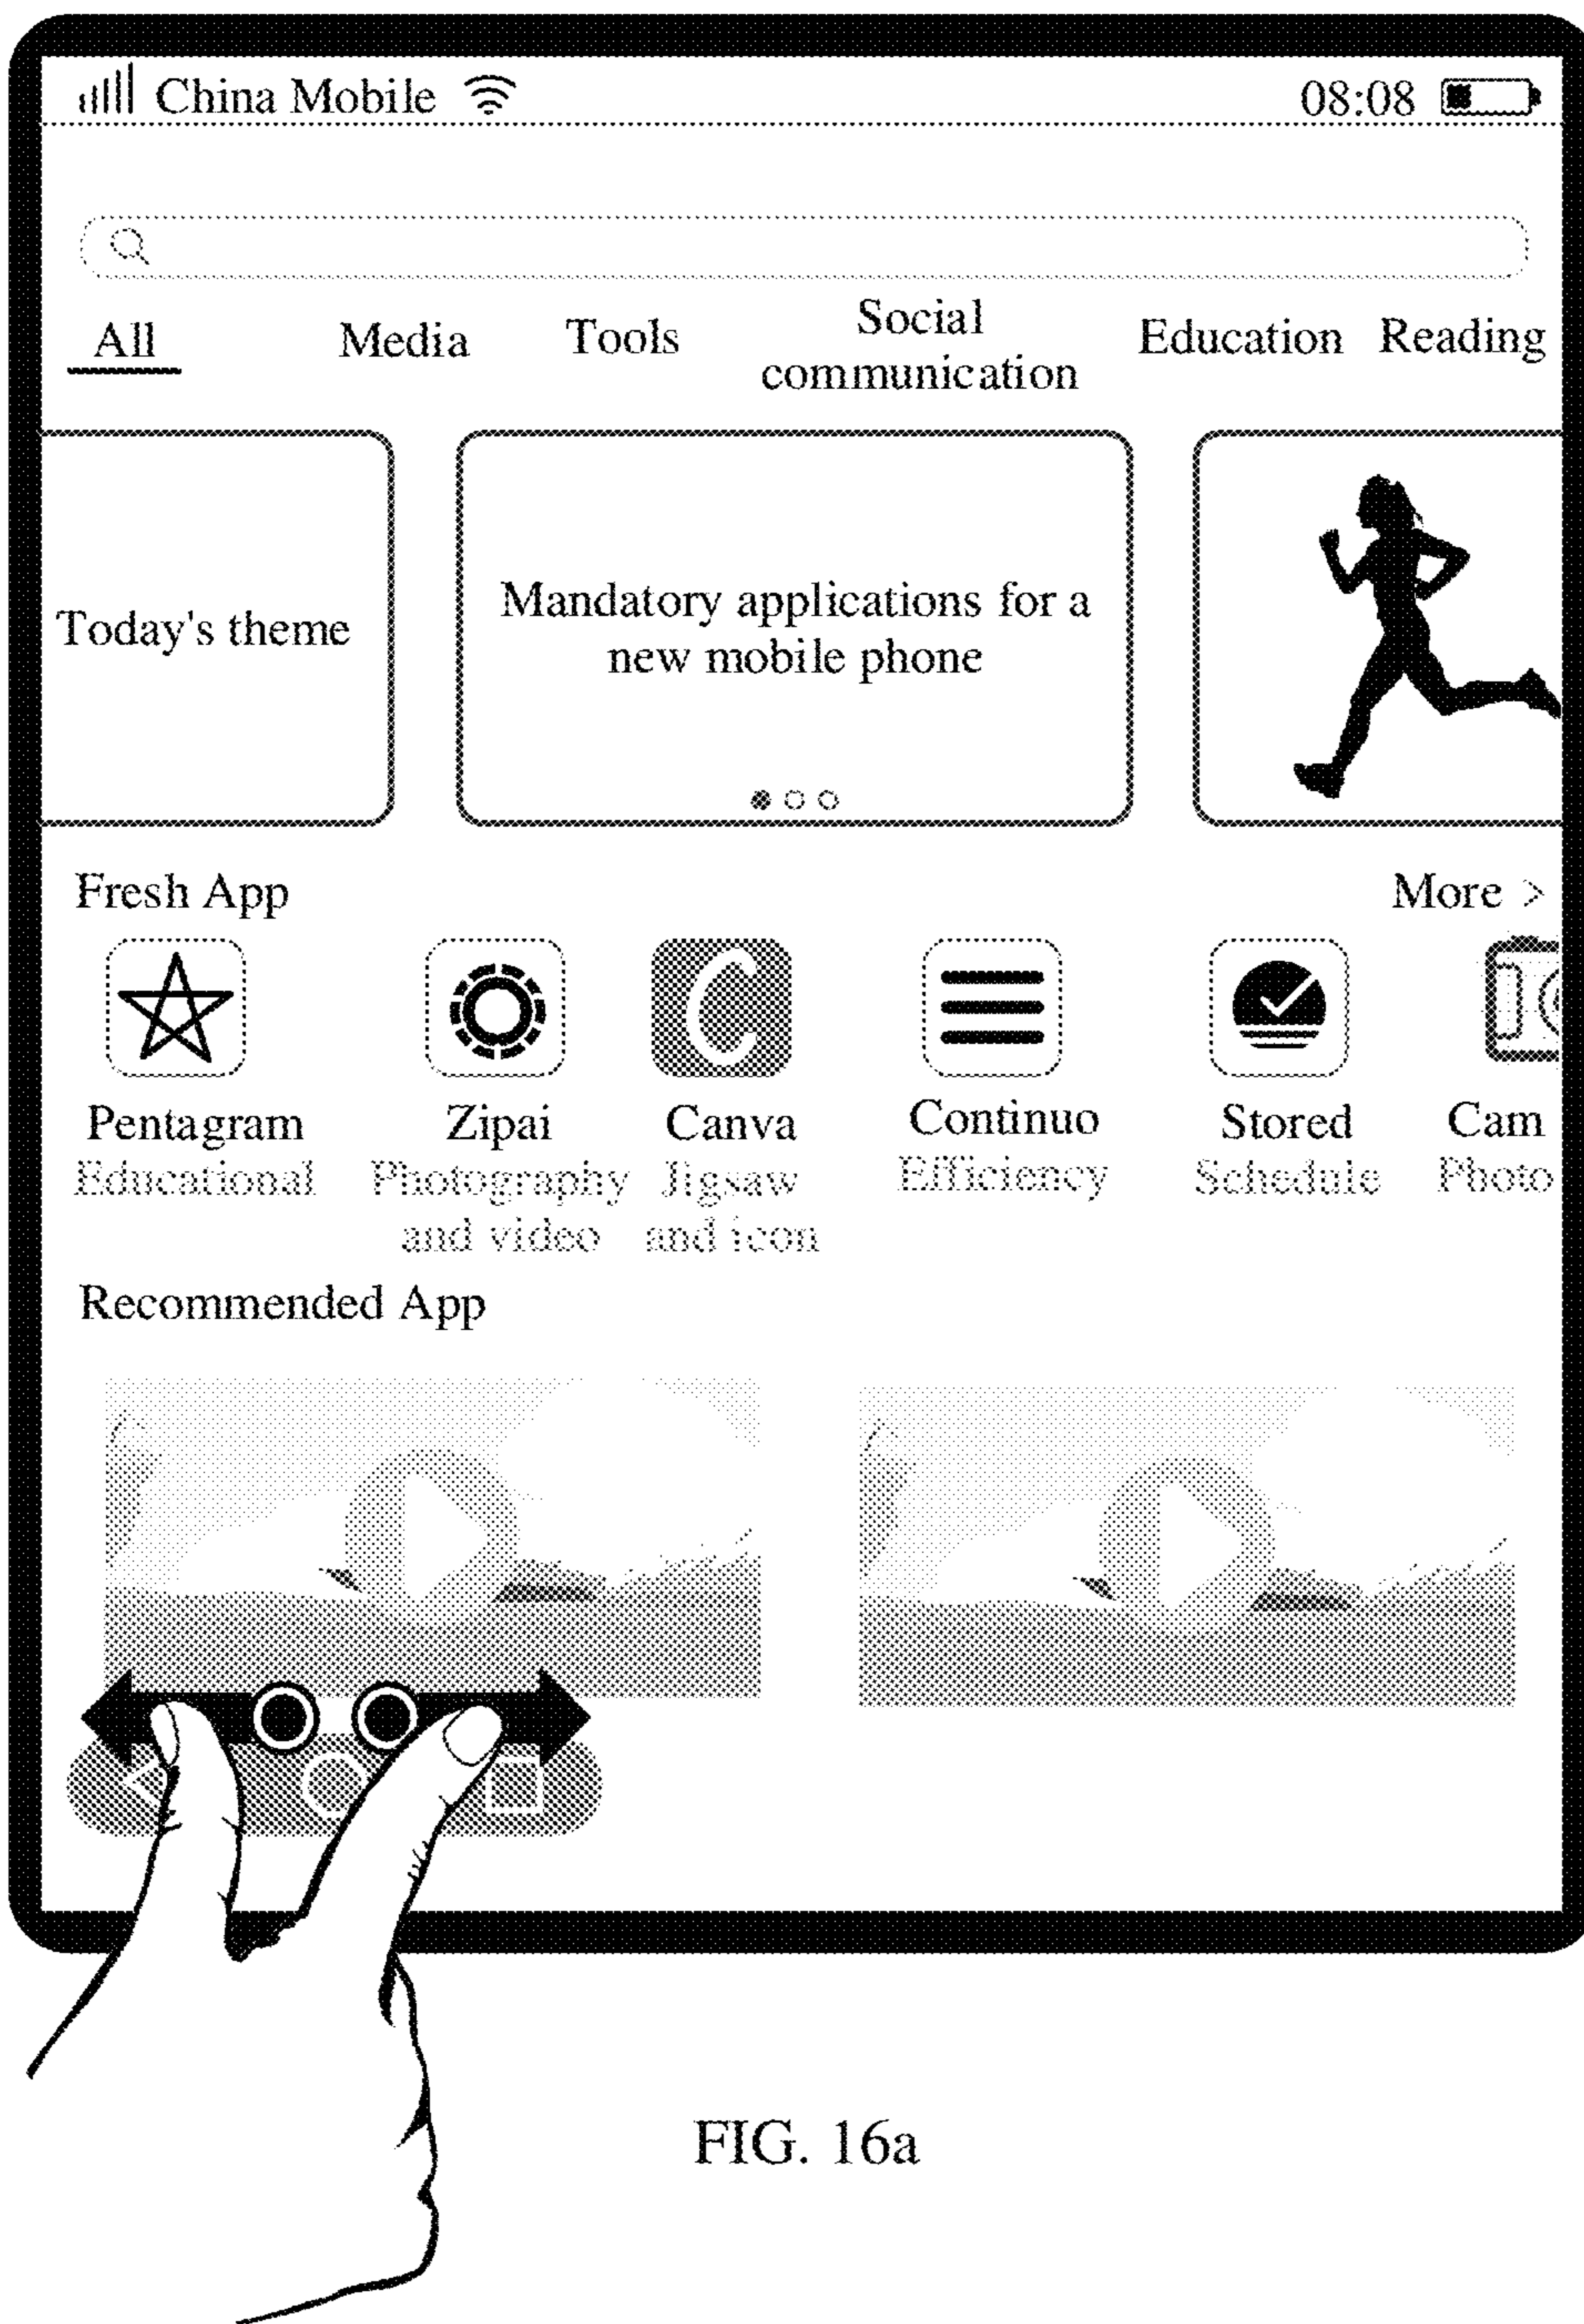 China Mobile 08:08
All Media Tools Social communication Education Reading
Today's theme
Mandatory applications for a
new mobile phone
Fresh App More >
Pentagram Zipai Canva Continuo Stored Cam
Educational Photography and video Jigsaw and icon Efficiency Schedule Photo
Recommended App
FIG. 16a